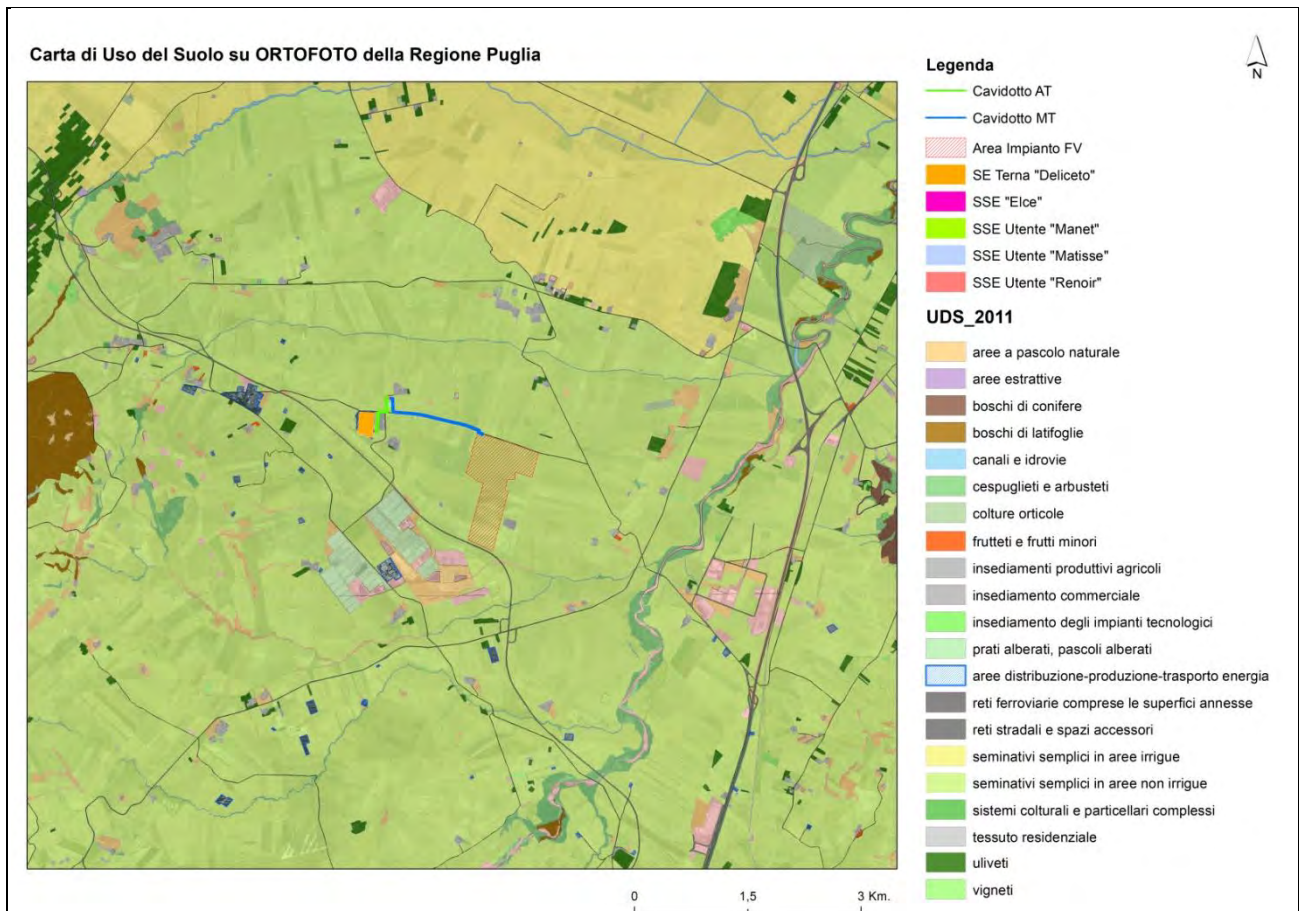 Carta di Uso del Suolo su ORTOFOTO della Regione Puglia
N
Legenda
Cavidotto AT
Cavidotto MT
Area Impianto FV
SE Terna "Deliceto"
SSE "Elce"
SSE Utente "Manet"
SSE Utente "Matisse"
SSE Utente "Renoir"
UDS_2011
aree a pascolo naturale
aree estrattive
boschi di conifere
boschi di latifoglie
canali e idrovie
cespuglieti e arbusteti
colture orticole
frutteti e frutti minori
insediamenti produttivi agricoli
insediamento commerciale
insediamento degli impianti tecnologici
prati alberati, pascoli alberati
aree distribuzione-produzione-trasporto energia
reti ferroviarie comprese le superfici annesse
reti stradali e spazi accessori
seminativi semplici in aree irrigue
seminativi semplici in aree non irrigue
sistemi colturali e particellari complessi
tessuto residenziale
uliveti
vigneti
0 1,5 3 Km.